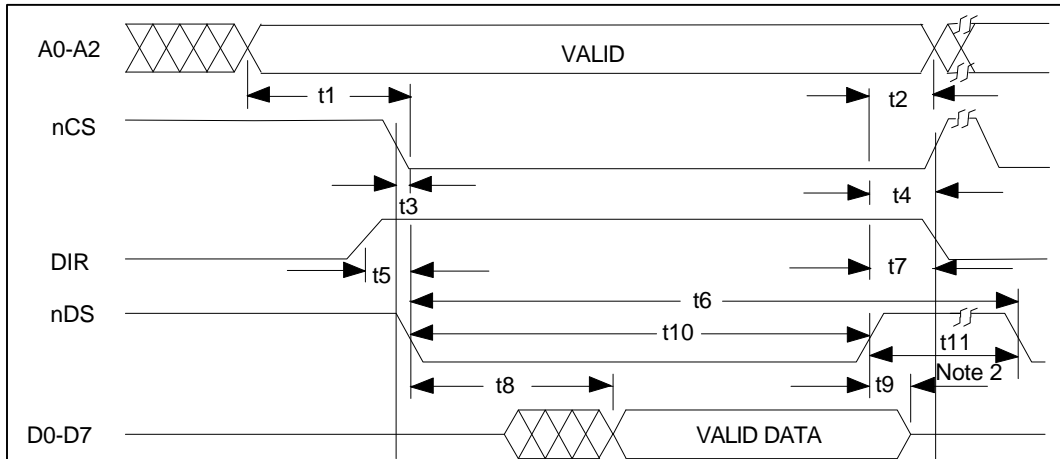 A0-A2
VALID
t1
t2
nCS
t3
t4
DIR
t5
t7
t6
nDS
t10
t11
t8
t9
Note 2
D0-D7
VALID DATA